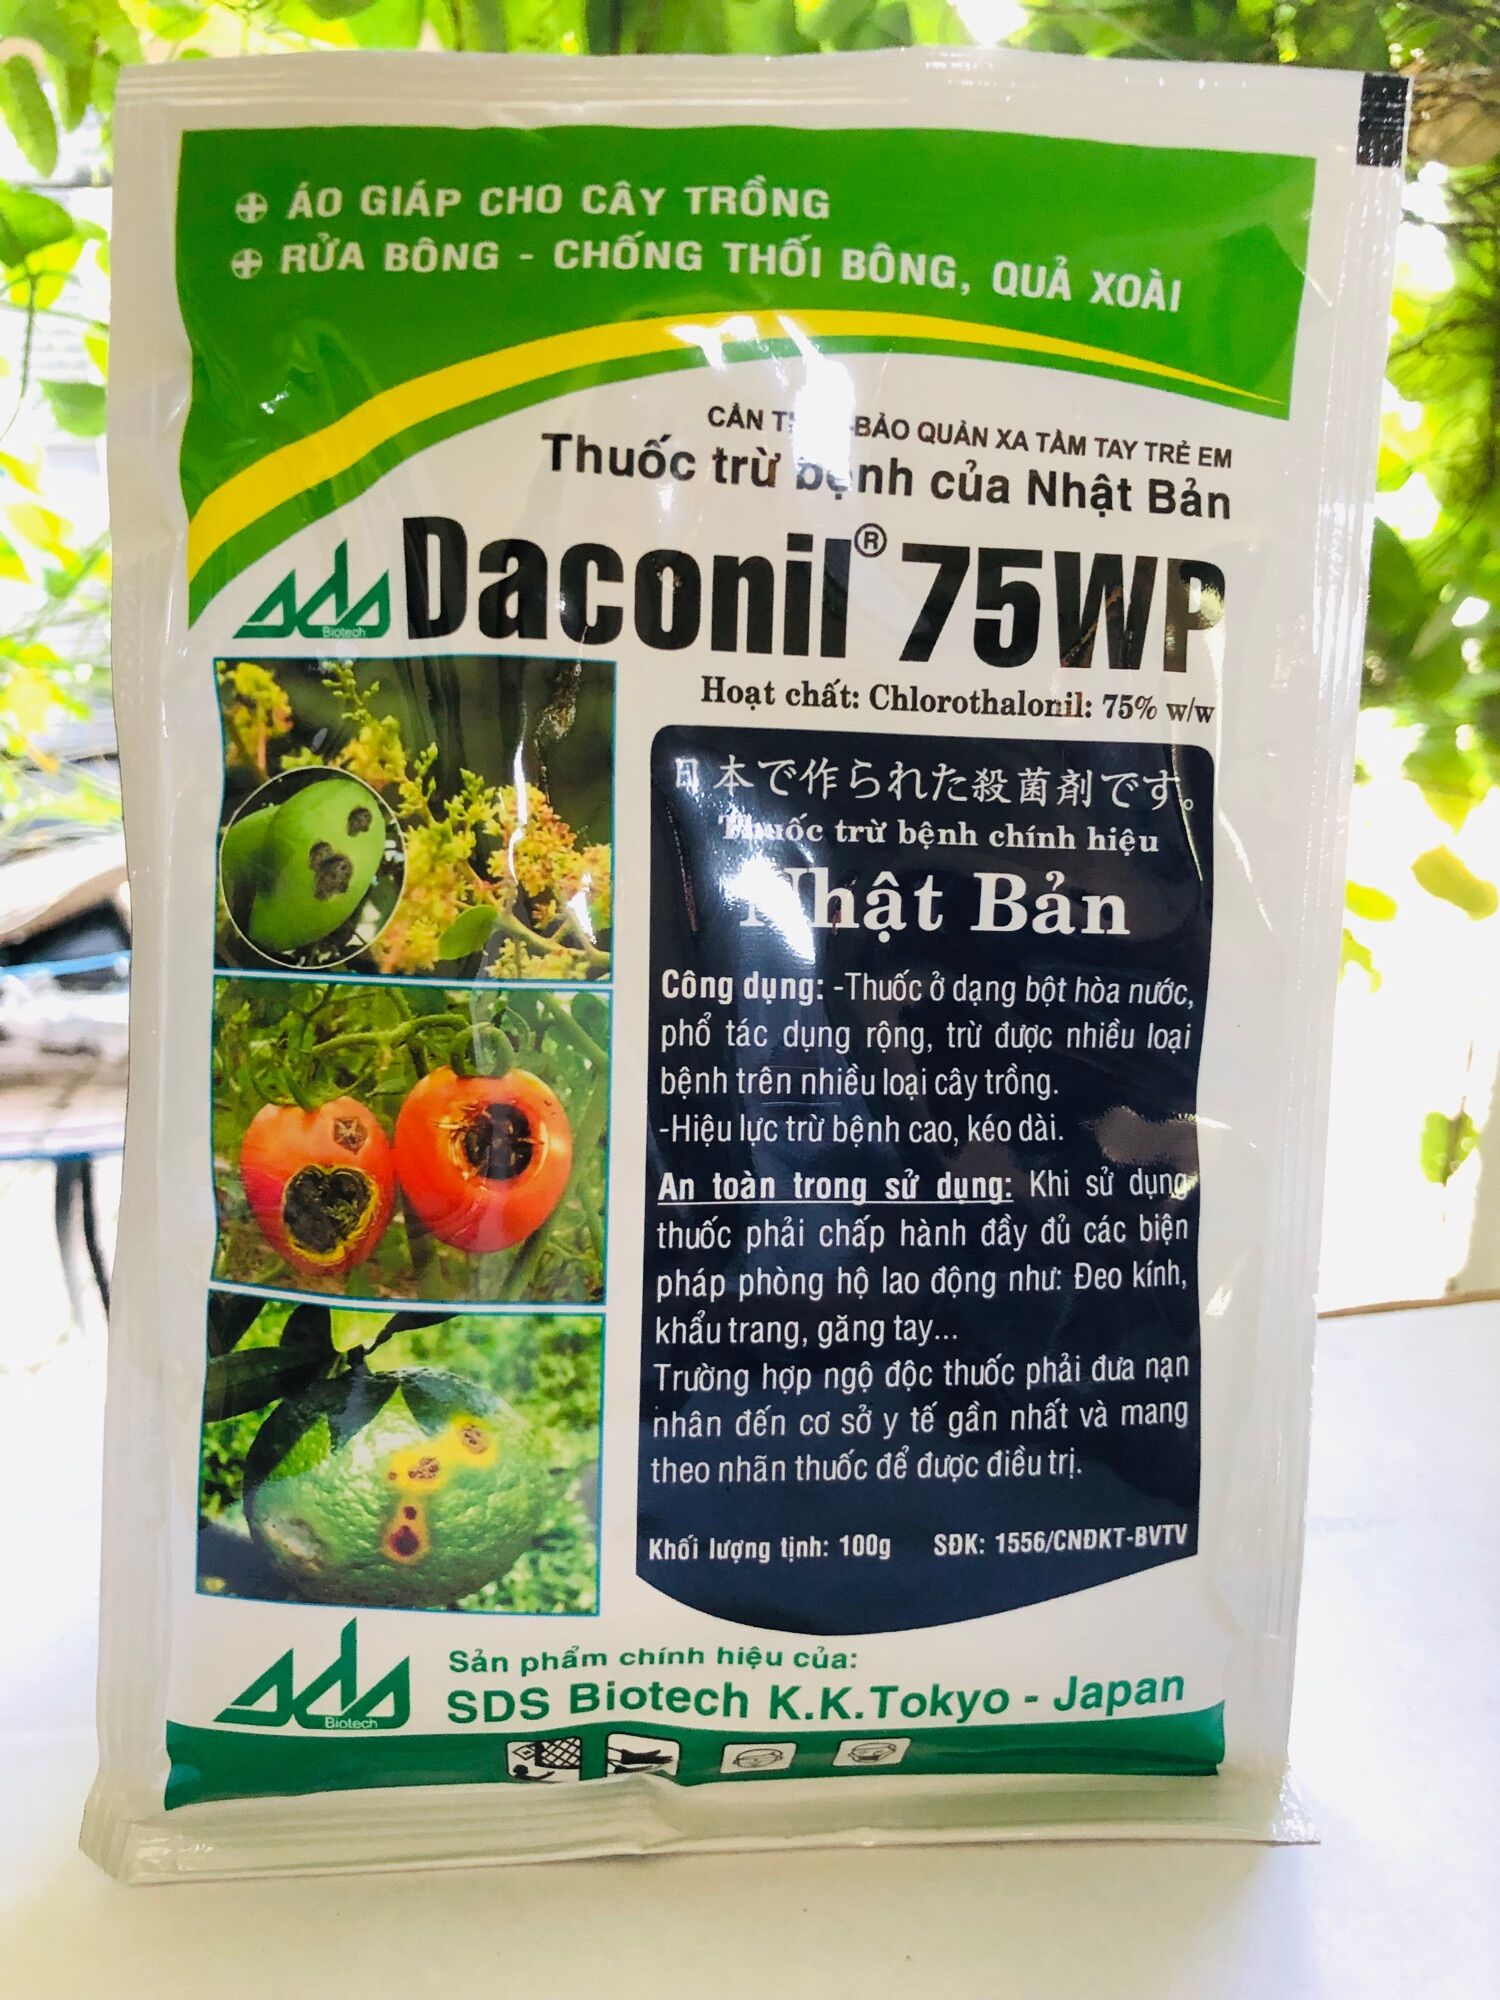 ÁO GIÁP CHO CÂY TRỒNG
RỬA BÔNG - CHỐNG THỐI BÔNG, QUẢ XOÀI
CẨN BẢO QUẢN XA TẦM TAY TRẺ EM
Thuốc trừ bệnh của Nhật Bản
sds Biotech
Daconil® 75WP
Hoạt chất: Chlorothalonil: 75% w/w
日本で作られた殺菌剤です。
Thuốc trừ bệnh chính hiệu
Nhật Bản
Công dụng: -Thuốc ở dạng bột hòa nước,
phổ tác dụng rộng, trừ được nhiều loại
bệnh trên nhiều loại cây trồng.
-Hiệu lực trừ bệnh cao, kéo dài.
An toàn trong sử dụng: Khi sử dụng
thuốc phải chấp hành đầy đủ các biện
pháp phòng hộ lao động như: Đeo kính,
khẩu trang, găng tay...
Trường hợp ngộ độc thuốc phải đưa nạn
nhân đến cơ sở y tế gần nhất và mang
theo nhãn thuốc để được điều trị.
Khối lượng tịnh: 100g SĐK: 1556/CNĐKT-BVTV
sds Biotech
Sản phẩm chính hiệu của:
SDS Biotech K.K.Tokyo - Japan